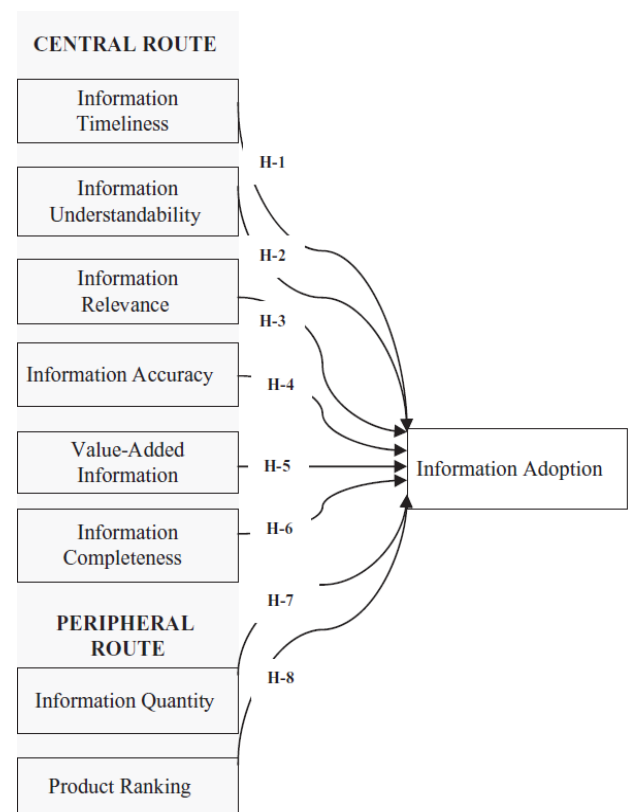 CENTRAL ROUTE
Information
Timeliness
H-1
Information
Understandability
H-2
Information
Relevance
H-3
Information Accuracy
H-4
Value-Added
Information
H-5
Information Adoption
Information
Completeness
H-6
H-7
PERIPHERAL
ROUTE
H-8
Information Quantity
Product Ranking